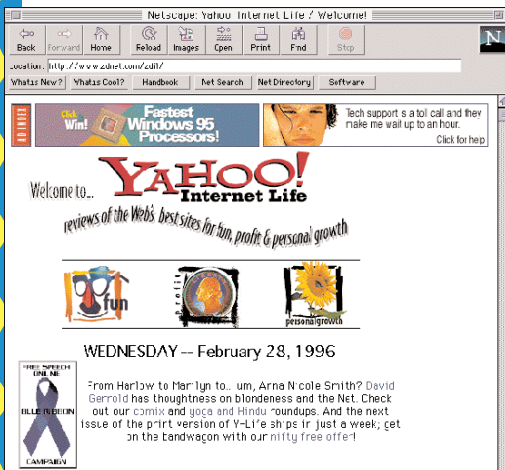 Netscape: Yahoo Internet Life / Welcome!
Back Forward Home Reload Images Open Print Find Stop
N
Location: http://www.zdnet.com/zdil/
What's New? What's Cool? Handbook Net Search Net Directory Software
AD INDEX
Click Win!
Fastest Windows 95 Processors!
Tech support is a toll call and they
make me wait up to an hour.
Click for help
Welcome to...
YAHOO!
Internet Life
reviews of the Web's best sites for fun, profit & personal growth
fun
Profit
personalgrowth
WEDNESDAY -- February 28, 1996
FREE SPEECH
ONLINE
BLUE RIBBON
CAMPAIGN
From Harlow to Marilyn to... um, Anna Nicole Smith? David
Gerrold has thoughtness on blondeness and the Net. Check
out our comix and yoga and Hindu roundups. And the next
issue of the print version of Y-Life ships in just a week; get
on the bandwagon with our nifty free offer!